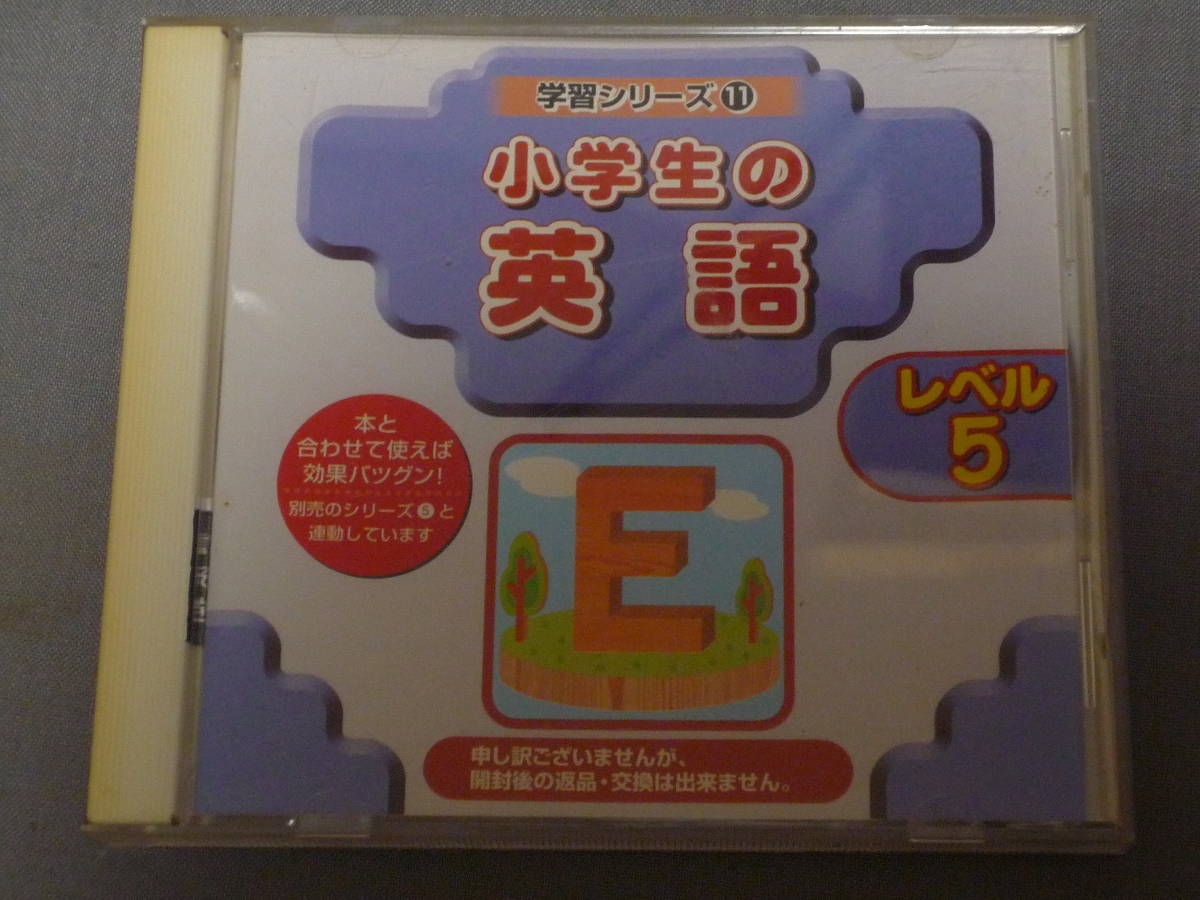 学習シリーズ⓫
小学生の
英語
レベル
5
本と
合わせて使えば
効果バツグン!
別売のシリーズ❺と
連動しています
E
申し訳ございませんが、
開封後の返品・交換は出来ません。